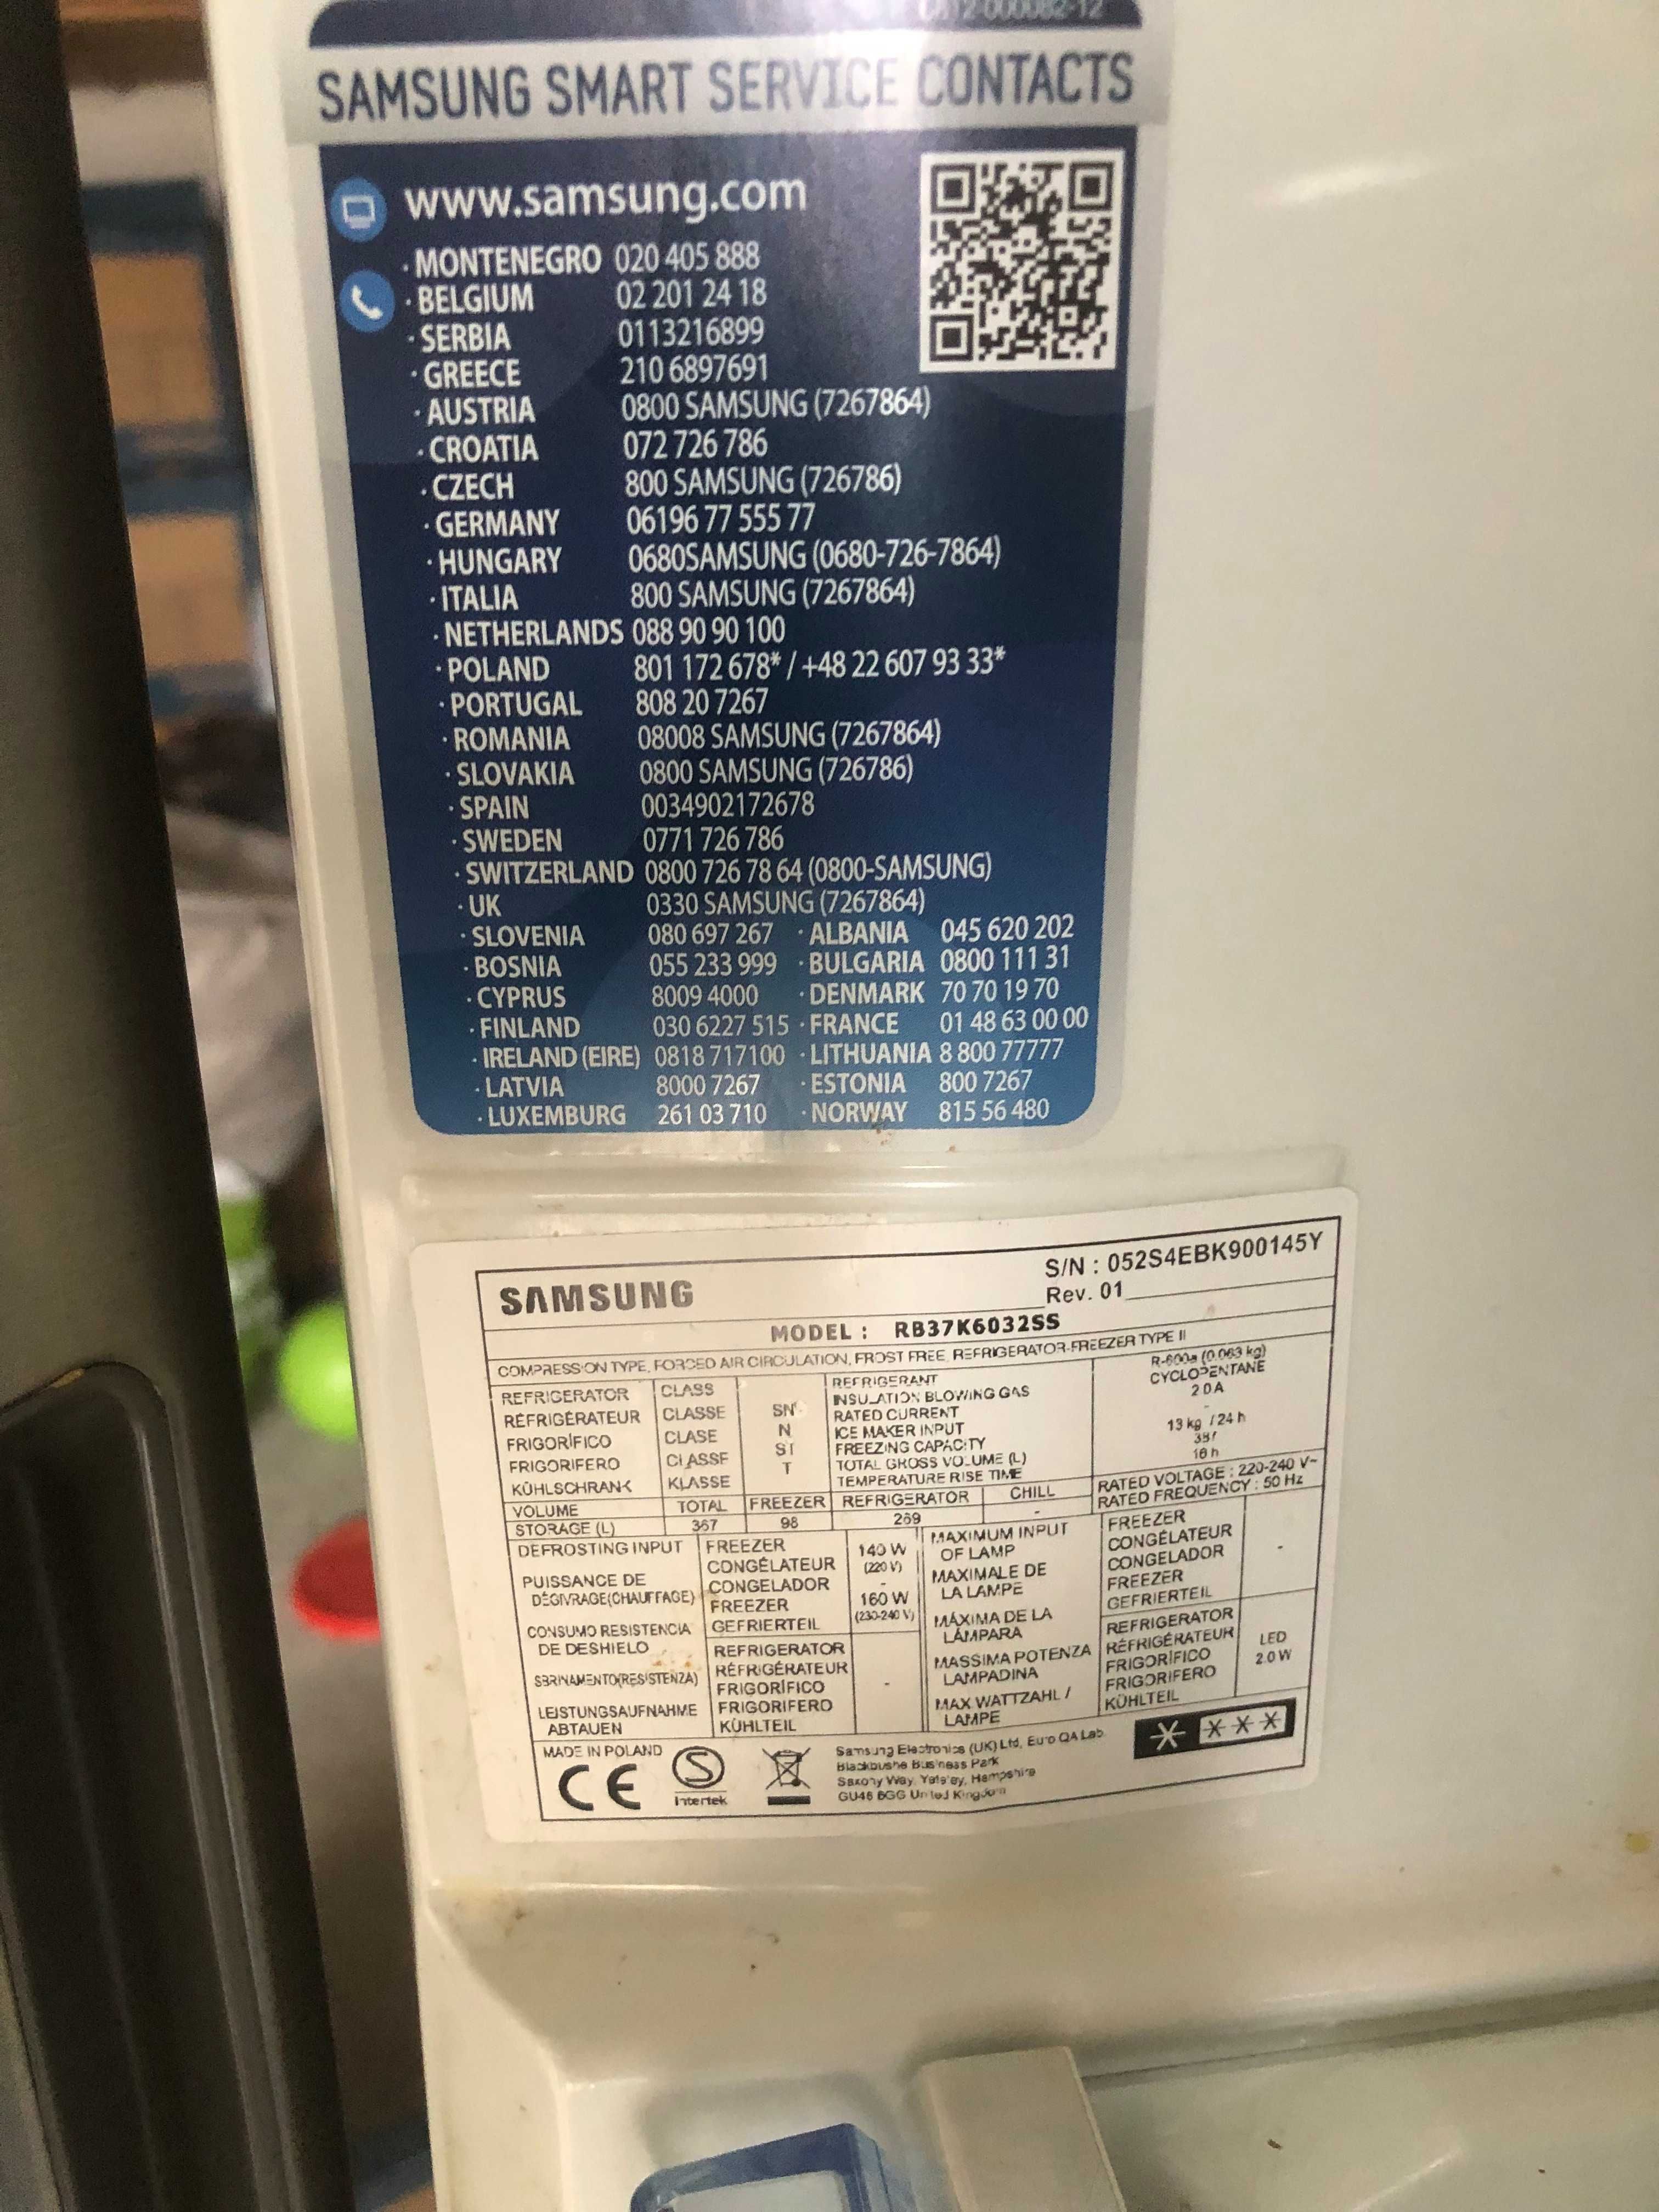 SAMSUNG SMART SERVICE CONTACTS
www.samsung.com
· MONTENEGRO 020 405 888
· BELGIUM 02 201 24 18
· SERBIA 0113216899
· GREECE 210 6897691
· AUSTRIA 0800 SAMSUNG (7267864)
· CROATIA 072 726 786
· CZECH 800 SAMSUNG (726786)
· GERMANY 06196 77 555 77
· HUNGARY 0680SAMSUNG (0680-726-7864)
· ITALIA 800 SAMSUNG (7267864)
· NETHERLANDS 088 90 90 100
· POLAND 801 172 678* / +48 22 607 93 33*
· PORTUGAL 808 20 7267
· ROMANIA 08008 SAMSUNG (7267864)
· SLOVAKIA 0800 SAMSUNG (726786)
· SPAIN 0034902172678
· SWEDEN 0771 726 786
· SWITZERLAND 0800 726 78 64 (0800-SAMSUNG)
· UK 0330 SAMSUNG (7267864)
· SLOVENIA 080 697 267 · ALBANIA 045 620 202
· BOSNIA 055 233 999 · BULGARIA 0800 111 31
· CYPRUS 8009 4000 · DENMARK 70 70 19 70
· FINLAND 030 6227 515 · FRANCE 01 48 63 00 00
· IRELAND (EIRE) 0818 717100 · LITHUANIA 8 800 77777
· LATVIA 8000 7267 · ESTONIA 800 7267
· LUXEMBURG 261 03 710 · NORWAY 815 56 480
SAMSUNG
S/N : 052S4EBK900145Y
Rev. 01
MODEL : RB37K6032SS
COMPRESSION TYPE, FORCED AIR CIRCULATION, FROST FREE, REFRIGERATOR-FREEZER TYPE II
REFRIGERATOR CLASS
RÉFRIGÉRATEUR CLASSE
FRIGORÍFICO CLASE
FRIGORIFERO CLASSE
KÜHLSCHRANK KLASSE
SN
N
ST
T
REFRIGERANT R-600a (0.063 kg)
INSULATION BLOWING GAS CYCLOPENTANE
RATED CURRENT 2.0 A
ICE MAKER INPUT -
FREEZING CAPACITY 13 kg / 24 h
TOTAL GROSS VOLUME (L)
TEMPERATURE RISE TIME 16 h
RATED VOLTAGE : 220-240 V~
RATED FREQUENCY : 50 Hz
VOLUME TOTAL FREEZER REFRIGERATOR CHILL
STORAGE (L) 367 98 269 -
DEFROSTING INPUT
PUISSANCE DE
DÉGIVRAGE(CHAUFFAGE)
CONSUMO RESISTENCIA
DE DESHIELO
SBRINAMENTO(RESISTENZA)
LEISTUNGSAUFNAHME
ABTAUEN
FREEZER
CONGÉLATEUR
CONGELADOR
FREEZER
GEFRIERTEIL
140 W
(220 V)
-
160 W
(230-240 V)
REFRIGERATOR
RÉFRIGÉRATEUR
FRIGORÍFICO
FRIGORIFERO
KÜHLTEIL
-
MAXIMUM INPUT
OF LAMP
MAXIMALE DE
LA LAMPE
MÁXIMA DE LA
LÁMPARA
MASSIMA POTENZA
LAMPADINA
MAX WATTZAHL /
LAMPE
FREEZER
CONGÉLATEUR
CONGELADOR
FREEZER
GEFRIERTEIL
-
REFRIGERATOR
RÉFRIGÉRATEUR
FRIGORÍFICO
FRIGORIFERO
KÜHLTEIL
LED
2.0 W
MADE IN POLAND
CE
S
Intertek
Samsung Electronics (UK) Ltd, Euro QA Lab.
Blackbushe Business Park
Saxony Way, Yateley, Hampshire
GU46 6GG United Kingdom